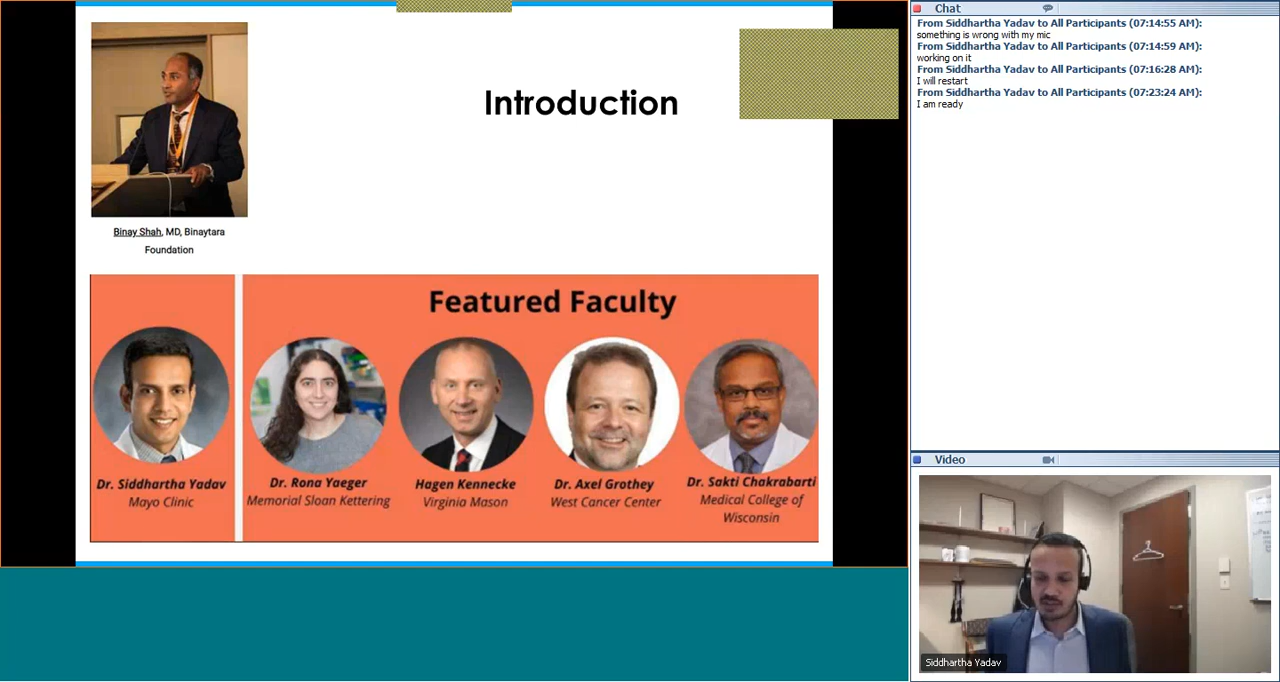 Introduction
Binay Shah, MD, Binaytara
Foundation
Featured Faculty
Dr. Siddhartha Yadav
Mayo Clinic
Dr. Rona Yaeger
Memorial Sloan Kettering
Hagen Kennecke
Virginia Mason
Dr. Axel Grothey
West Cancer Center
Dr. Sakti Chakrabarti
Medical College of
Wisconsin
Chat
From Siddhartha Yadav to All Participants (07:14:55 AM):
something is wrong with my mic
From Siddhartha Yadav to All Participants (07:14:59 AM):
working on it
From Siddhartha Yadav to All Participants (07:16:28 AM):
I will restart
From Siddhartha Yadav to All Participants (07:23:24 AM):
I am ready
Video
Siddhartha Yadav